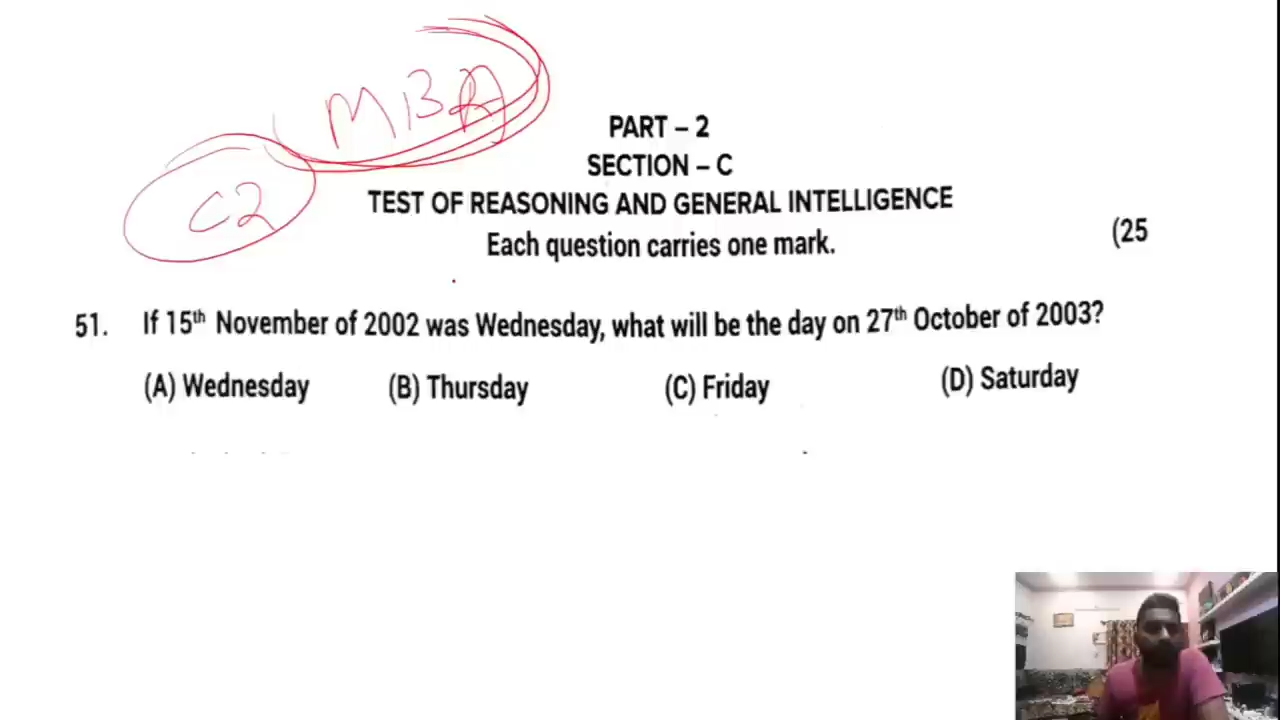 MBA
C2
PART – 2
SECTION – C
TEST OF REASONING AND GENERAL INTELLIGENCE
Each question carries one mark.
(25
51. If 15th November of 2002 was Wednesday, what will be the day on 27th October of 2003?
(A) Wednesday (B) Thursday (C) Friday (D) Saturday